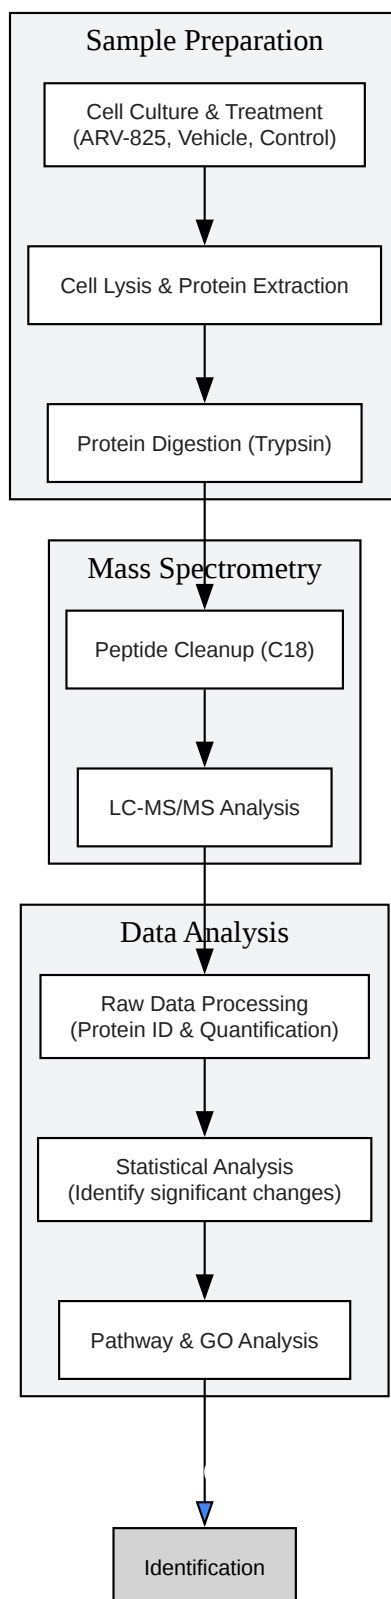 Sample Preparation
Cell Culture & Treatment
(ARV-825, Vehicle, Control)
Cell Lysis & Protein Extraction
Protein Digestion (Trypsin)
Mass Spectrometry
Peptide Cleanup (C18)
LC-MS/MS Analysis
Data Analysis
Raw Data Processing
(Protein ID & Quantification)
Statistical Analysis
(Identify significant changes)
Pathway & GO Analysis
Identification